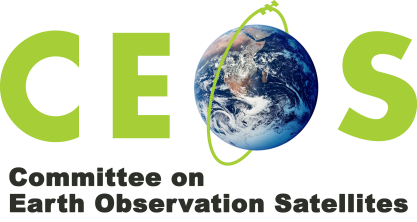 CEOS
Committee on
Earth Observation Satellites